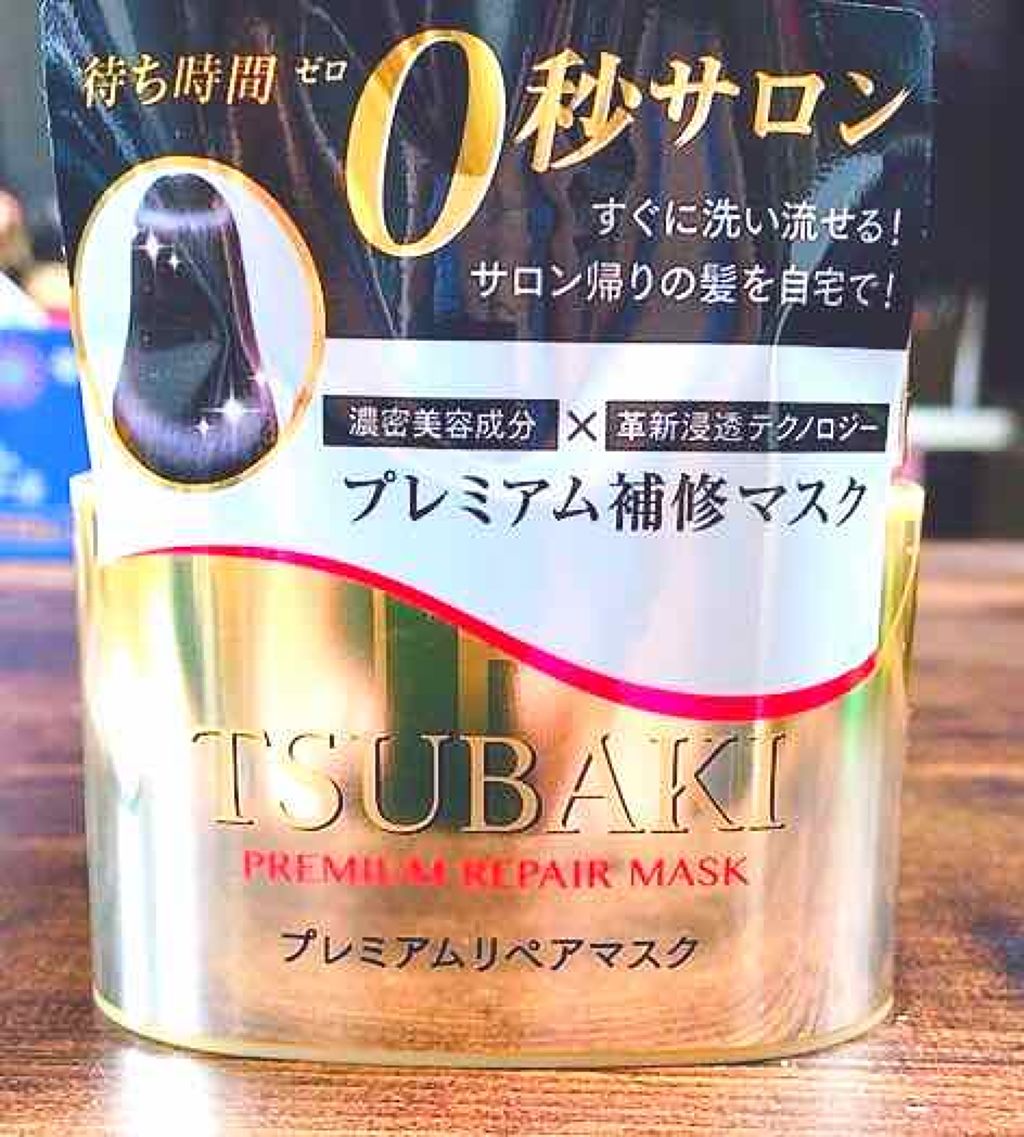 待ち時間 ゼロ 0秒サロン
すぐに洗い流せる!
サロン帰りの髪を自宅で!
濃密美容成分 × 革新浸透テクノロジー
プレミアム補修マスク
TSUBAKI
PREMIUM REPAIR MASK
プレミアムリペアマスク